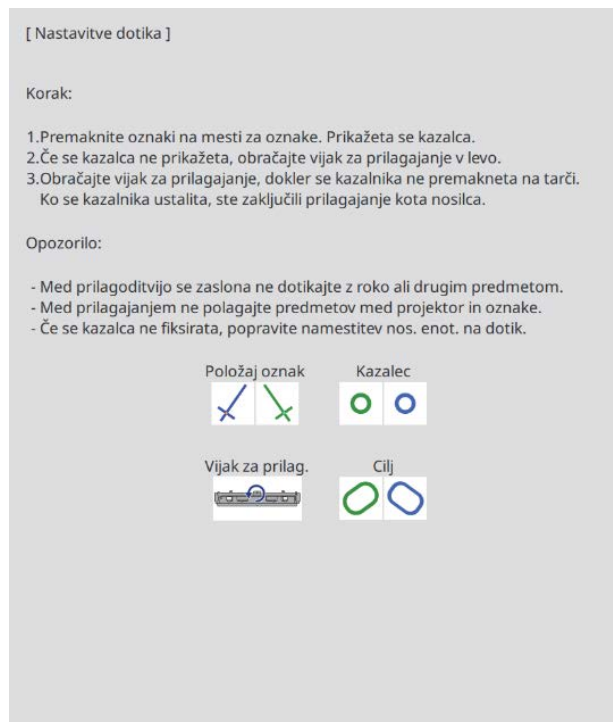 [ Nastavitve dotika ]
Korak:
1.Premaknite oznaki na mesti za oznake. Prikažeta se kazalca.
2.Če se kazalca ne prikažeta, obračajte vijak za prilagajanje v levo.
3.Obračajte vijak za prilagajanje, dokler se kazalnika ne premakneta na tarči.
Ko se kazalnika ustalita, ste zaključili prilagajanje kota nosilca.
Opozorilo:
- Med prilagoditvijo se zaslona ne dotikajte z roko ali drugim predmetom.
- Med prilagajanjem ne polagajte predmetov med projektor in oznake.
- Če se kazalca ne fiksirata, popravite namestitev nos. enot. na dotik.
Položaj oznak Kazalec
Vijak za prilag. Cilj